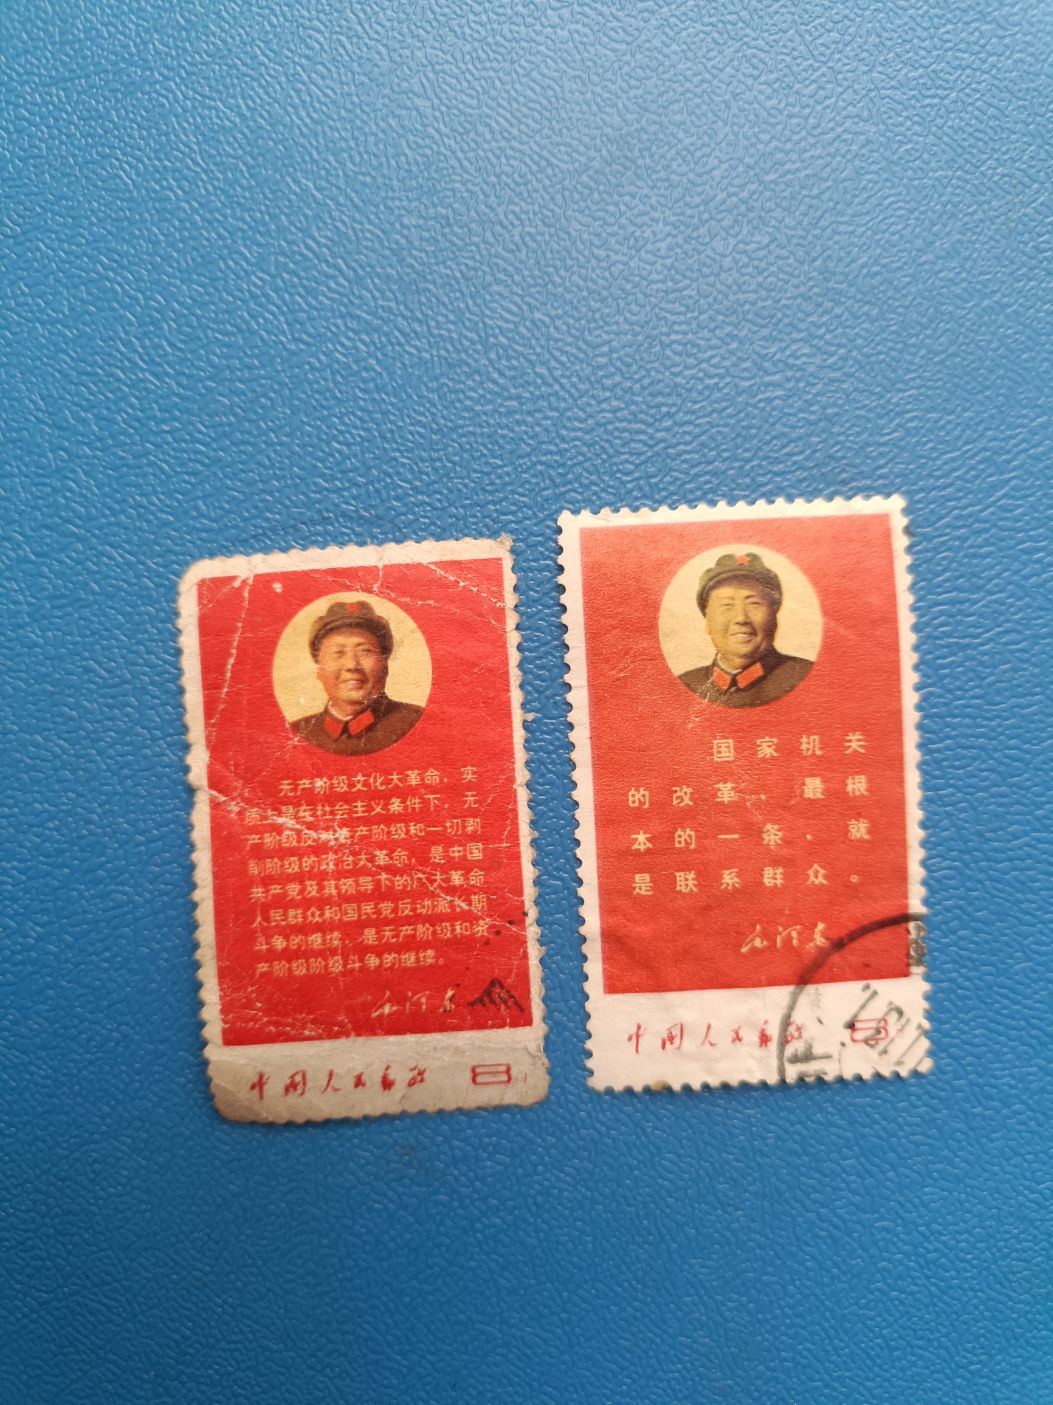 无产阶级文化大革命，实
质上是在社会主义条件下，无
产阶级反对资产阶级和一切剥
削阶级的政治大革命，是中国
共产党及其领导下的广大革命
人民群众和国民党反动派长期
斗争的继续，是无产阶级和资
产阶级阶级斗争的继续。
毛泽东
中国人民邮政 8
国家机关
的改革，最根
本的一条，就
是联系群众。
毛泽东
中国人民邮政 8